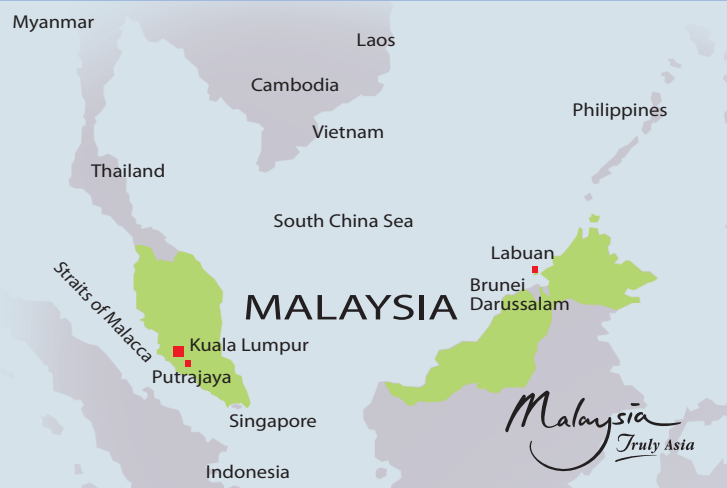 Myanmar
Laos
Cambodia
Philippines
Vietnam
Thailand
South China Sea
Labuan
Straits of Malacca
Brunei
Darussalam
MALAYSIA
Kuala Lumpur
Putrajaya
Singapore
Malaysia
Truly Asia
Indonesia